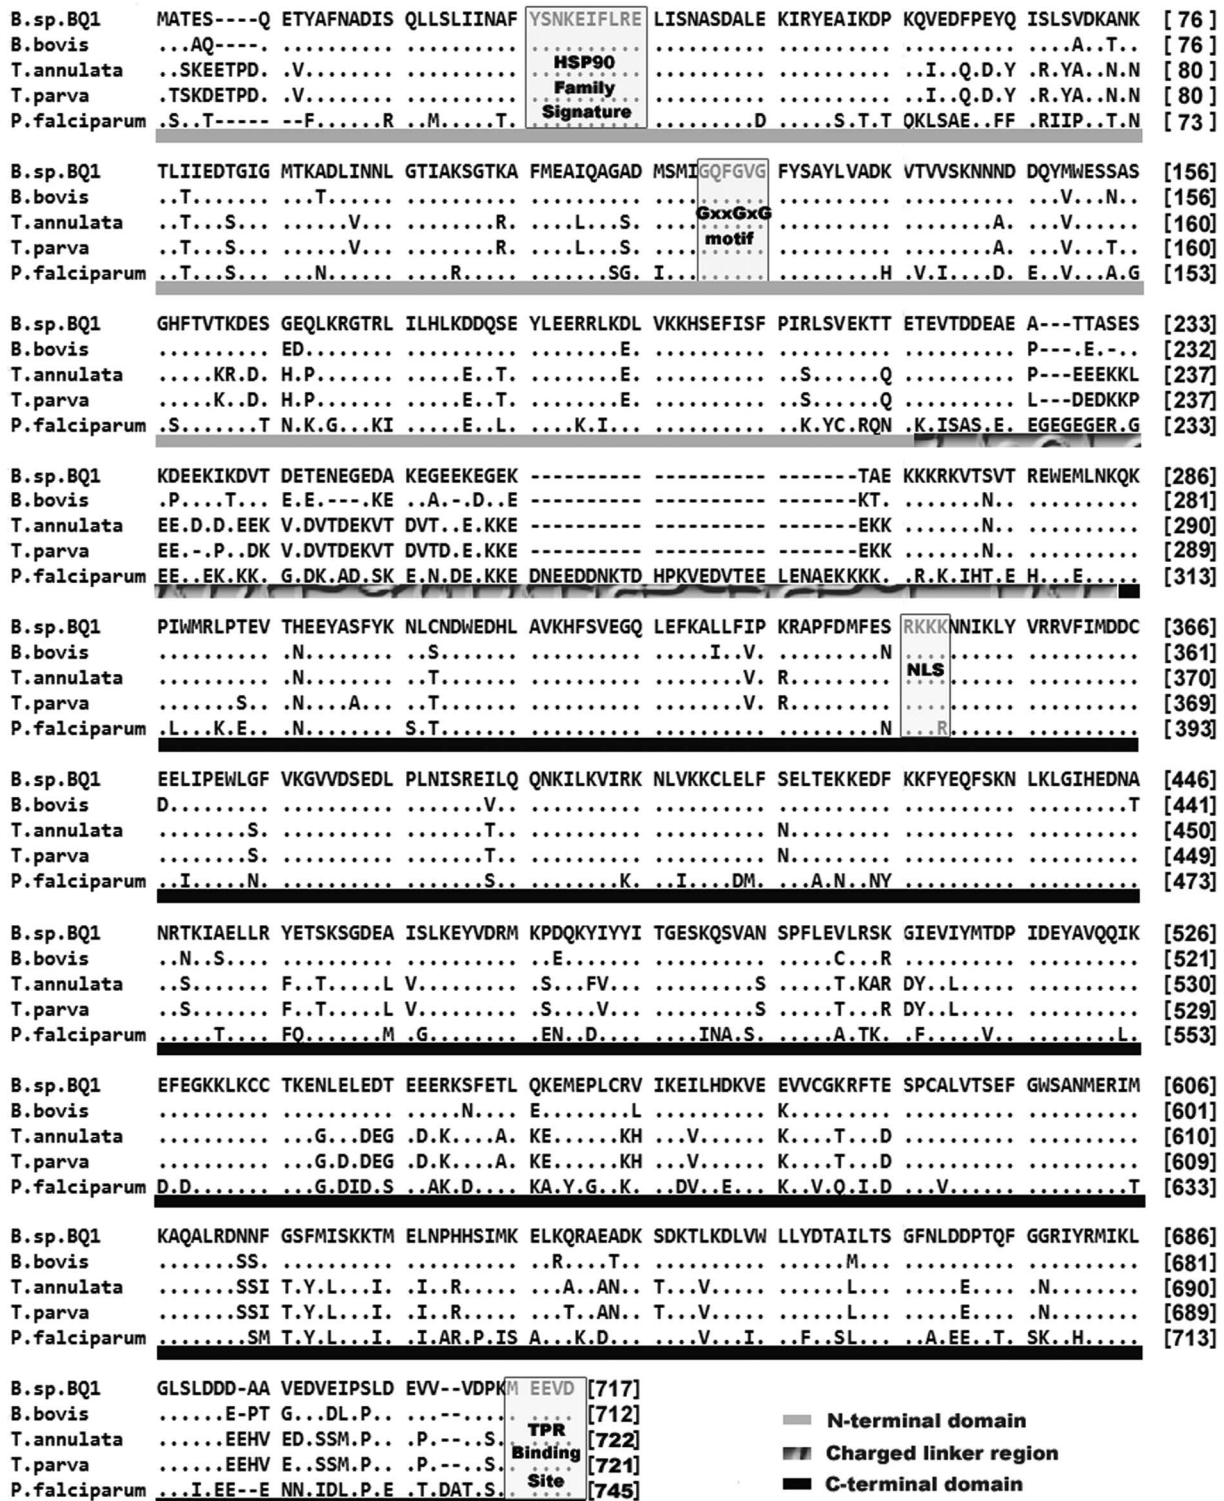 B.sp.BQ1 MATES----Q ETYAFNADIS QLLSLIINAF YSNKEIFLRE LISNASDALE KIRYEAIKDP KQVEDFPEYQ ISLSVDKANK [ 76 ]
B.bovis ...AQ----. .......... .......... .......... .......... .......... .......... .....A..T.. [ 76 ]
T.annulata ..SKEETPD. .V........ .......... .......... .......... .......... ..I..Q.D.Y .R.YA..N.N [ 80 ]
T.parva .TSKDETPD. .V........ .......... .......... .......... .......... ..I..Q.D.Y .R.YA..N.N [ 80 ]
P.falciparum .S..T----- --F......R ..M.....T. .......... .........D .....S.T.T QKLSAE..FF .RIIP..T.N [ 73 ]
HSP90
Family
Signature
B.sp.BQ1 TLIIEDTGIG MTKADLINNL GTIAKSGTKA FMEAIQAGAD MSMIGQFGVG FYSAYLVADK VTVVSKNNND DQYMWESSAS [156]
B.bovis ..T....... ...T...... .......... .......... .......... .......... .......... ...V...N.. [156]
T.annulata ..T...S... ......V... ........R. ....L...S. .......... .......... ........A. ...V...... [160]
T.parva ..T...S... ......V... ........R. ....L...S. .......... .......... ........A. ...V...T.. [160]
P.falciparum ..T...S... ...N...... ....R..... .......SG. I......... .........H .V.I....D. E..V...A.G [153]
GxxGxG
motif
B.sp.BQ1 GHFTVTKDES GEQLKRGTRL ILHLKDDQSE YLEERRLKDL VKKHSEFISF PIRLSVEKTT ETEVTDDEAE A---TTASES [233]
B.bovis .......... ED........ .......... ........E. .......... .......... .......... P---.E.-.. [232]
T.annulata .....KR.D. H.P....... .....E..T. ........E. .......... ..S......Q .......... P---EEEKKL [237]
T.parva .....K..D. H.P....... .....E..T. ........E. .......... ..S......Q .......... L---DEDKKP [237]
P.falciparum .S.......T N.K.G...KI .....E..L. ....K.I... .......... ..K.YC.RQN .K.ISAS.E. EGEGEGER.G [233]
B.sp.BQ1 KDEEKIKDVT DETENEGEDA KEGEEKEGEK ---------- ---------- -------TAE KKKRKVTSVT REWEMLNKQK [286]
B.bovis .P....T... E.E.---.KE ..A.-.D..E ---------- ---------- -------KT. .......N.. .......... [281]
T.annulata EE.D.D.EEK V.DVTDEKVT DVT..E.KKE ---------- ---------- -------EKK .......N.. .......... [290]
T.parva EE.-.P..DK V.DVTDEKVT DVTD.E.KKE ---------- ---------- -------EKK .......N.. .......... [289]
P.falciparum EE..EK.KK. G.DK.AD.SK E.N.DE.KKE DNEEDDNKTD HPKVEDVTEE LENAEKKKK. .R.K.IHT.E H...E..... [313]
B.sp.BQ1 PIWMRLPTEV THEEYASFYK NLCNDWEDHL AVKHFSVEGQ LEFKALLFIP KRAPFDMFES RKKKNNIKLY VRRVFIMDDC [366]
B.bovis .......... .N........ ..S....... .......... .....I..V. .........N .......... .......... [361]
T.annulata .......... .N........ ..T....... .......... ........V. R......... .......... .......... [370]
T.parva .......S.. .N....A... ..T....... .......... ........V. R......... .......... .......... [369]
P.falciparum .L...K.E.. .N........ S.T....... .......... .......... .........N ...R...... .......... [393]
NLS
B.sp.BQ1 EELIPEWLGF VKGVVDSEDL PLNISREILQ QNKILKVIRK NLVKKCLELF SELTEKKEDF KKFYEQFSKN LKLGIHEDNA [446]
B.bovis D......... .......... .......V.. .......... .......... .......... .......... .........T [441]
T.annulata ........S. .......... .......T.. .......... .......... N......... .......... .......... [450]
T.parva ........S. .......... .......T.. .......... .......... N......... .......... .......... [449]
P.falciparum ..I.....N. .......... .......S.. ........K. ..I....DM. ...A.N..NY .......... .......... [473]
B.sp.BQ1 NRTKIAELLR YETSKSGDEA ISLKEYVDRM KPDQKYIYYI TGESKQSVAN SPFLEVLRSK GIEVIYMTDP IDEYAVQQIK [526]
B.bovis ..N..S.... .......... .......... ..E....... .......... .....C...R .......... .......... [521]
T.annulata ..S....... F..T.....L V......... .S...FV... .........S .....T.KAR DY..L..... .......... [530]
T.parva ..S....... F..T.....L V......... .S....V... .........S .....T...R DY..L..... .......... [529]
P.falciparum .....T.... FQ.......M .G........ .EN..D.... ....INA.S. .....A.TK. .F.....V.. ........L. [553]
B.sp.BQ1 EFEGKKLKCC TKENLELEDT EEERKSFETL QKEMEPLCRV IKEILHDKVE EVVCGKRFTE SPCALVTSEF GWSANMERIM [606]
B.bovis .......... .......... .....N.... E........L .......... K......... .......... .......... [601]
T.annulata .......... ...G...DEG .D.K....A. KE......KH ...V...... K....T...D .......... .......... [610]
T.parva .......... ...G.D.DEG .D.K....A. KE......KH ...V...... K....T...D .......... .......... [609]
P.falciparum D.D....... ...G.DID.S ..AK.D.... KA.Y.G..K. ..DV..E... K..V.Q.I.D ...V...... .........T [633]
B.sp.BQ1 KAQALRDNNF GSFMISKKTM ELNPHHSIMK ELKQRAEADK SDKTLKDLVW LLYDTAILTS GFNLDDPTQF GGRIYRMIKL [686]
B.bovis .......SS. .......... .......... ..R....T.. .......... ......M... .......... .......... [681]
T.annulata .......SSI T.Y.L...I. .I..R..... ...A..AN.. T...V..... ......L... .....E.... .N........ [690]
T.parva .......SSI T.Y.L...I. .I..R..... ...T..AN.. T...V..... ......L... .....E.... .N........ [689]
P.falciparum ........SM T.Y.L...I. .I.AR.P.IS A...K.D... ....V...I. ..F...SL.. ..A.EE..T. SK..H..... [713]
B.sp.BQ1 GLSLDDD-AA VEDVEIPSLD EVV--VDPKM EEVD [717]
B.bovis ......E-PT G...DL.P.. ...--..... .... [712]
T.annulata ......EEHV ED.SSM.P.. .P.--...S. .... [722]
T.parva ......EEHV E..SSM.P.. .P.--...S. .... [721]
P.falciparum ...I.EE--E NN.IDL.P.E .T.DAT.S.. .... [745]
TPR
Binding
Site
N-terminal domain
Charged linker region
C-terminal domain